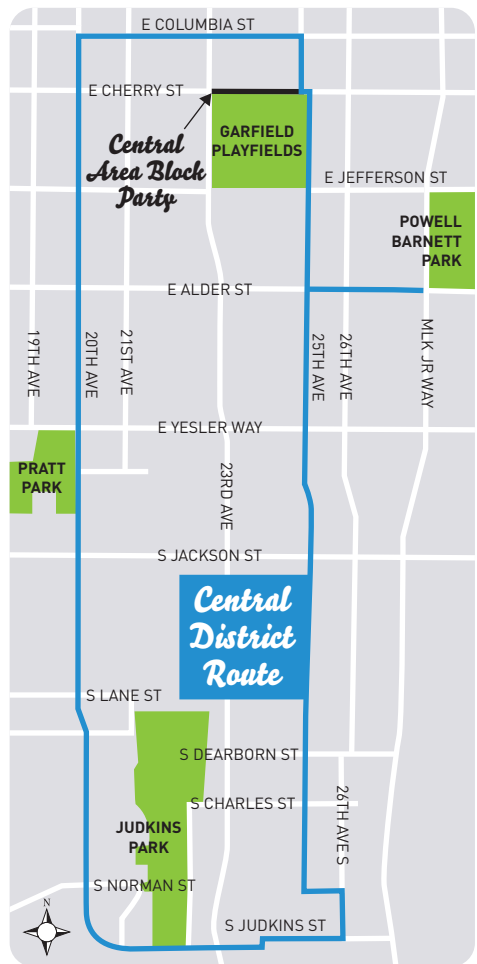 E COLUMBIA ST
E CHERRY ST
Central
Area Block
Party
GARFIELD
PLAYFIELDS
E JEFFERSON ST
POWELL
BARNETT
PARK
E ALDER ST
19TH AVE
20TH AVE
21ST AVE
25TH AVE
26TH AVE
MLK JR WAY
E YESLER WAY
PRATT
PARK
23RD AVE
S JACKSON ST
Central
District
Route
S LANE ST
S DEARBORN ST
S CHARLES ST
26TH AVE S
JUDKINS
PARK
S NORMAN ST
N
S JUDKINS ST